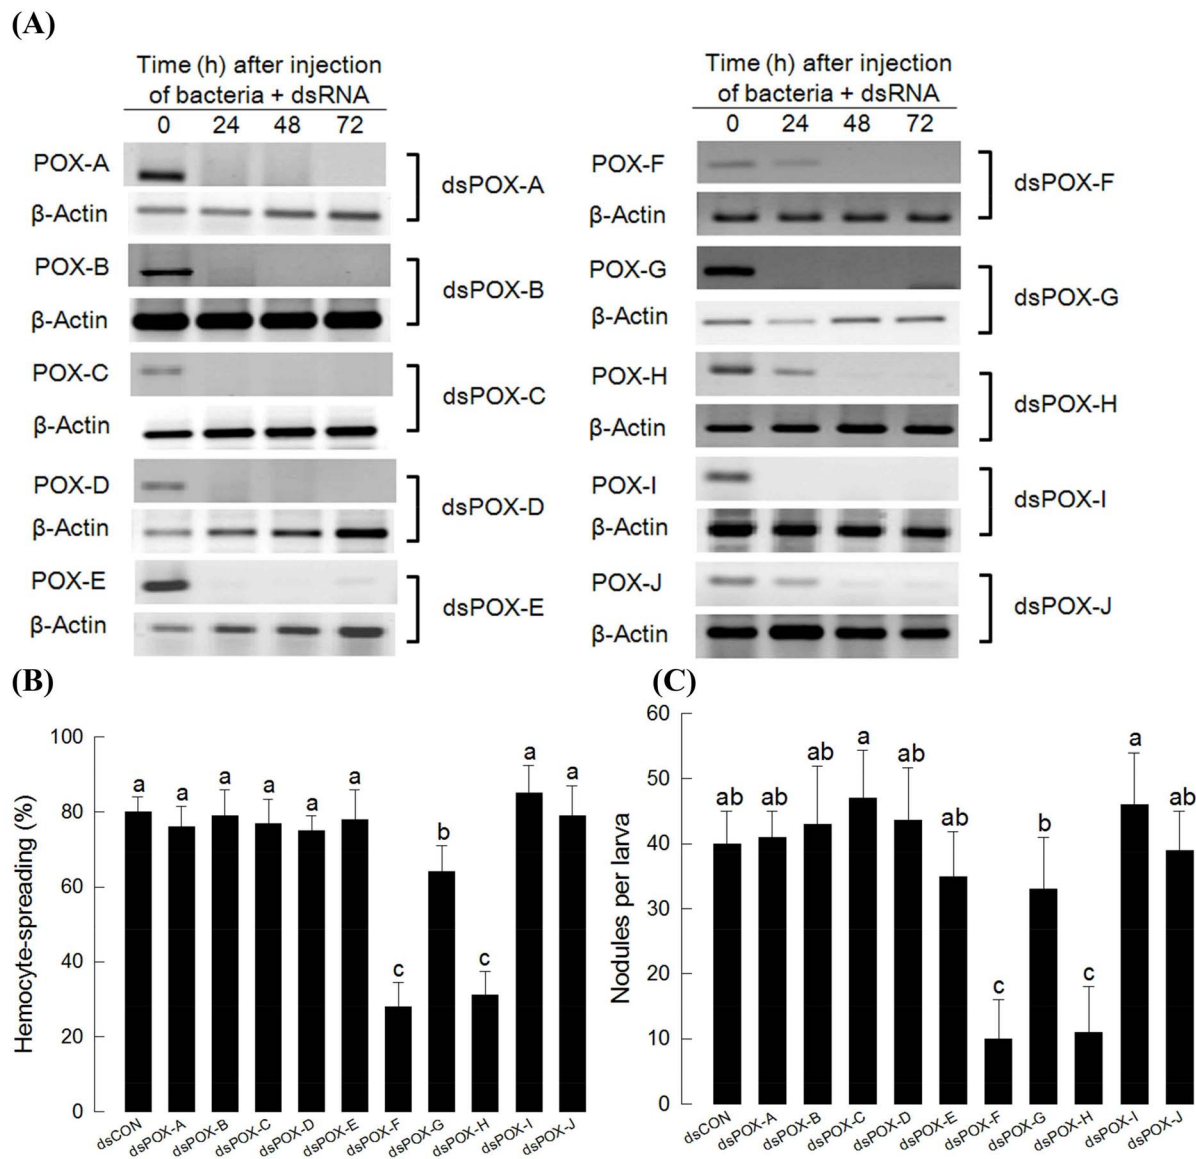 (A)
Time (h) after injection
of bacteria + dsRNA
0 24 48 72
POX-A
β-Actin
dsPOX-A
POX-B
β-Actin
dsPOX-B
POX-C
β-Actin
dsPOX-C
POX-D
β-Actin
dsPOX-D
POX-E
β-Actin
dsPOX-E
Time (h) after injection
of bacteria + dsRNA
0 24 48 72
POX-F
β-Actin
dsPOX-F
POX-G
β-Actin
dsPOX-G
POX-H
β-Actin
dsPOX-H
POX-I
β-Actin
dsPOX-I
POX-J
β-Actin
dsPOX-J
(B)
Hemocyte-spreading (%)
100
80
60
40
20
0
a a a a a a c b c a a
dsCON dsPOX-A dsPOX-B dsPOX-C dsPOX-D dsPOX-E dsPOX-F dsPOX-G dsPOX-H dsPOX-I dsPOX-J
(C)
Nodules per larva
60
50
40
30
20
10
0
ab ab ab a ab ab c b c a ab
dsCON dsPOX-A dsPOX-B dsPOX-C dsPOX-D dsPOX-E dsPOX-F dsPOX-G dsPOX-H dsPOX-I dsPOX-J